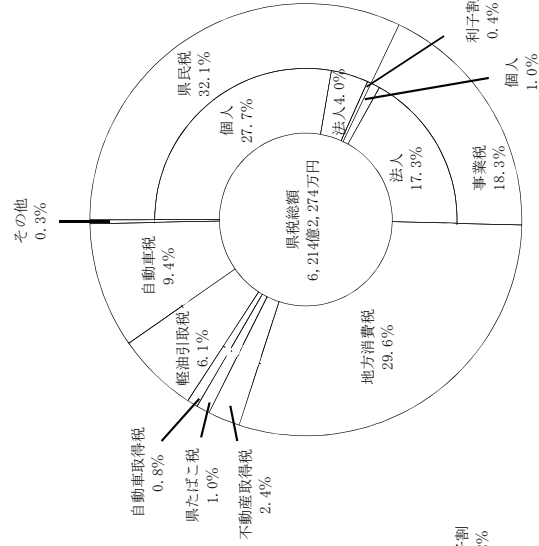 その他
0.3%
県民税
32.1%
個人
27.7%
法人4.0%
利子割
0.4%
個人
1.0%
法人
17.3%
事業税
18.3%
県税総額
6,214億2,274万円
地方消費税
29.6%
不動産取得税
2.4%
県たばこ税
1.0%
自動車取得税
0.8%
軽油引取税
6.1%
自動車税
9.4%